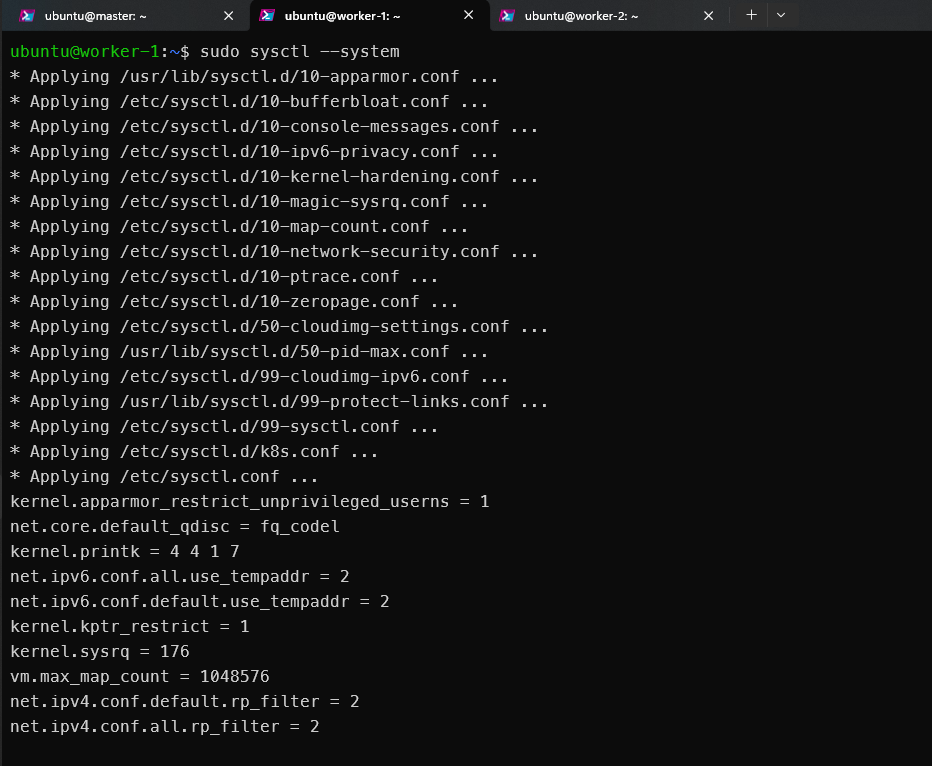 ubuntu@master: ~
ubuntu@worker-1: ~
ubuntu@worker-2: ~
ubuntu@worker-1:~$ sudo sysctl --system
* Applying /usr/lib/sysctl.d/10-apparmor.conf ...
* Applying /etc/sysctl.d/10-bufferbloat.conf ...
* Applying /etc/sysctl.d/10-console-messages.conf ...
* Applying /etc/sysctl.d/10-ipv6-privacy.conf ...
* Applying /etc/sysctl.d/10-kernel-hardening.conf ...
* Applying /etc/sysctl.d/10-magic-sysrq.conf ...
* Applying /etc/sysctl.d/10-map-count.conf ...
* Applying /etc/sysctl.d/10-network-security.conf ...
* Applying /etc/sysctl.d/10-ptrace.conf ...
* Applying /etc/sysctl.d/10-zeropage.conf ...
* Applying /etc/sysctl.d/50-cloudimg-settings.conf ...
* Applying /usr/lib/sysctl.d/50-pid-max.conf ...
* Applying /etc/sysctl.d/99-cloudimg-ipv6.conf ...
* Applying /usr/lib/sysctl.d/99-protect-links.conf ...
* Applying /etc/sysctl.d/99-sysctl.conf ...
* Applying /etc/sysctl.d/k8s.conf ...
* Applying /etc/sysctl.conf ...
kernel.apparmor_restrict_unprivileged_userns = 1
net.core.default_qdisc = fq_codel
kernel.printk = 4 4 1 7
net.ipv6.conf.all.use_tempaddr = 2
net.ipv6.conf.default.use_tempaddr = 2
kernel.kptr_restrict = 1
kernel.sysrq = 176
vm.max_map_count = 1048576
net.ipv4.conf.default.rp_filter = 2
net.ipv4.conf.all.rp_filter = 2